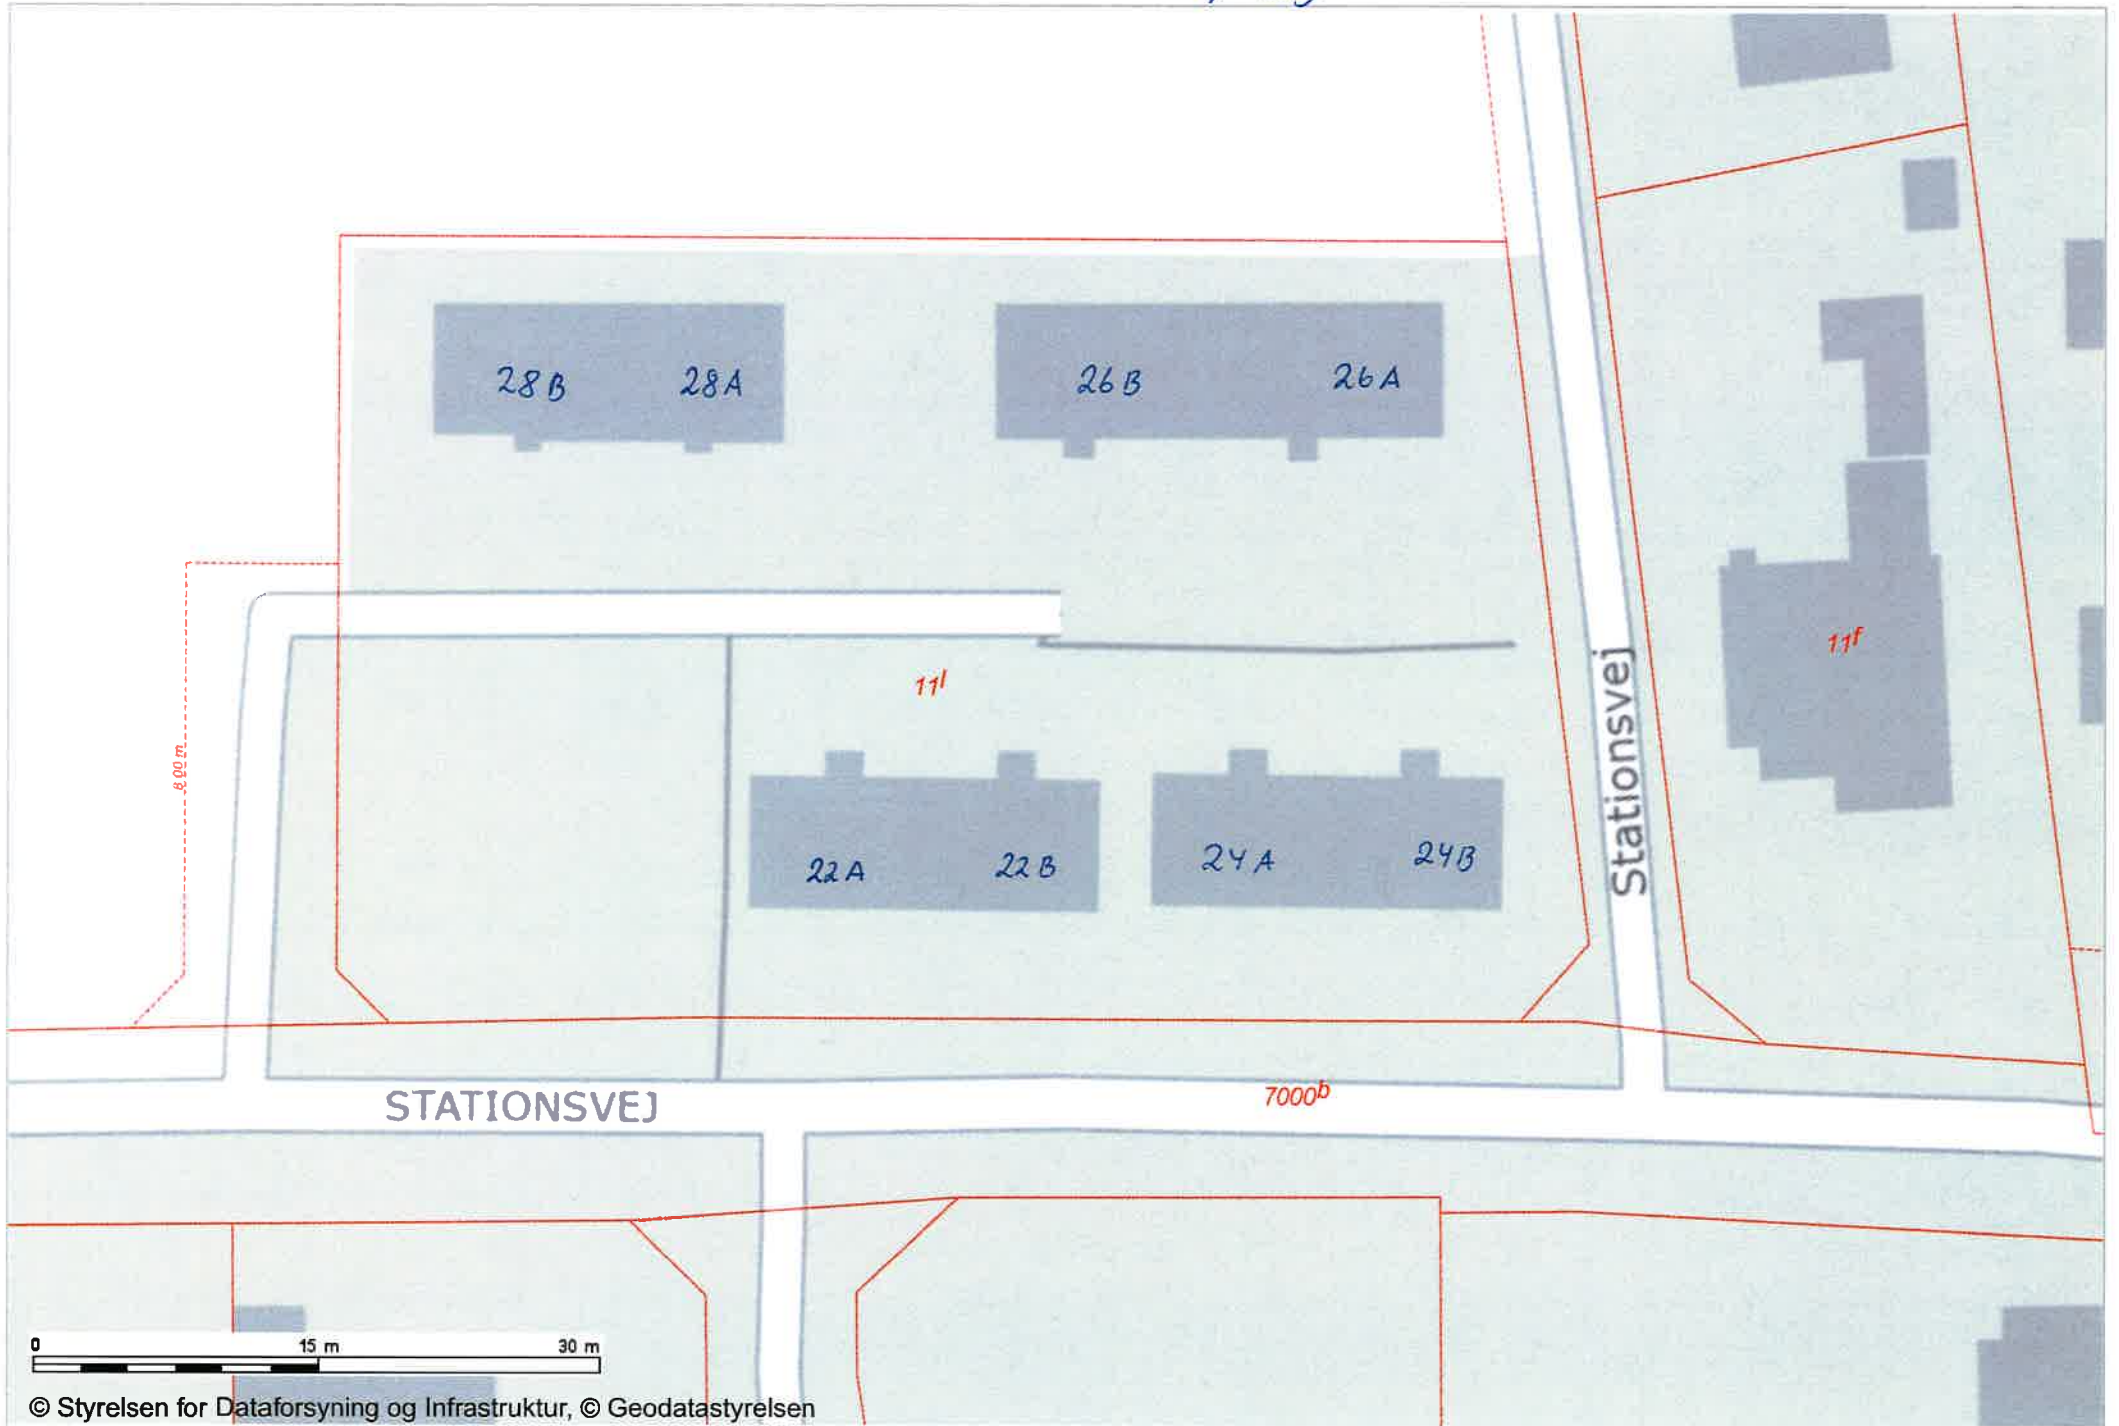 28B 28A 26B 26A
11l
11f
8.00 m
Stationsvej
22A 22B 24A 24B
STATIONSVEJ
7000b
0 15 m 30 m
© Styrelsen for Dataforsyning og Infrastruktur, © Geodatastyrelsen